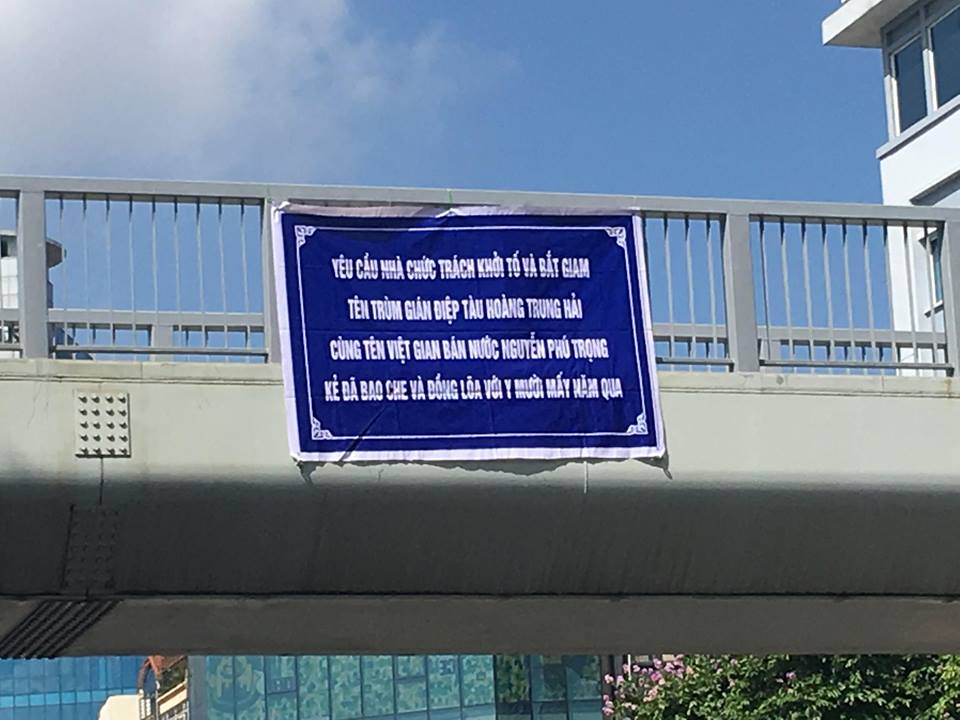 YÊU CẦU NHÀ CHỨC TRÁCH KHỞI TỐ VÀ BẮT GIAM
TÊN TRÙM GIÁN ĐIỆP TÀU HOÀNG TRUNG HẢI
CÙNG TÊN VIỆT GIAN BÁN NƯỚC NGUYỄN PHÚ TRỌNG
KẺ ĐÃ BAO CHE VÀ ĐỒNG LÕA VỚI Y MƯỜI MẤY NĂM QUA